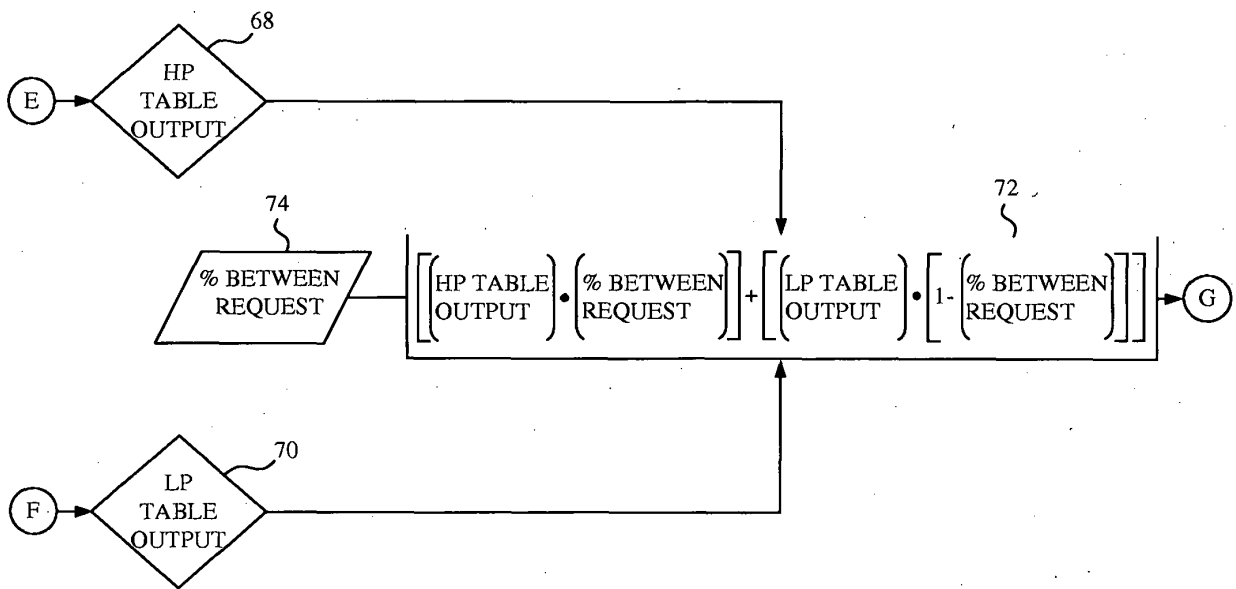 68
E
HP
TABLE
OUTPUT
74
72
% BETWEEN
REQUEST
[[(HP TABLE OUTPUT) • (% BETWEEN REQUEST)] + [(LP TABLE OUTPUT) • [1- (% BETWEEN REQUEST)]]]
G
70
F
LP
TABLE
OUTPUT